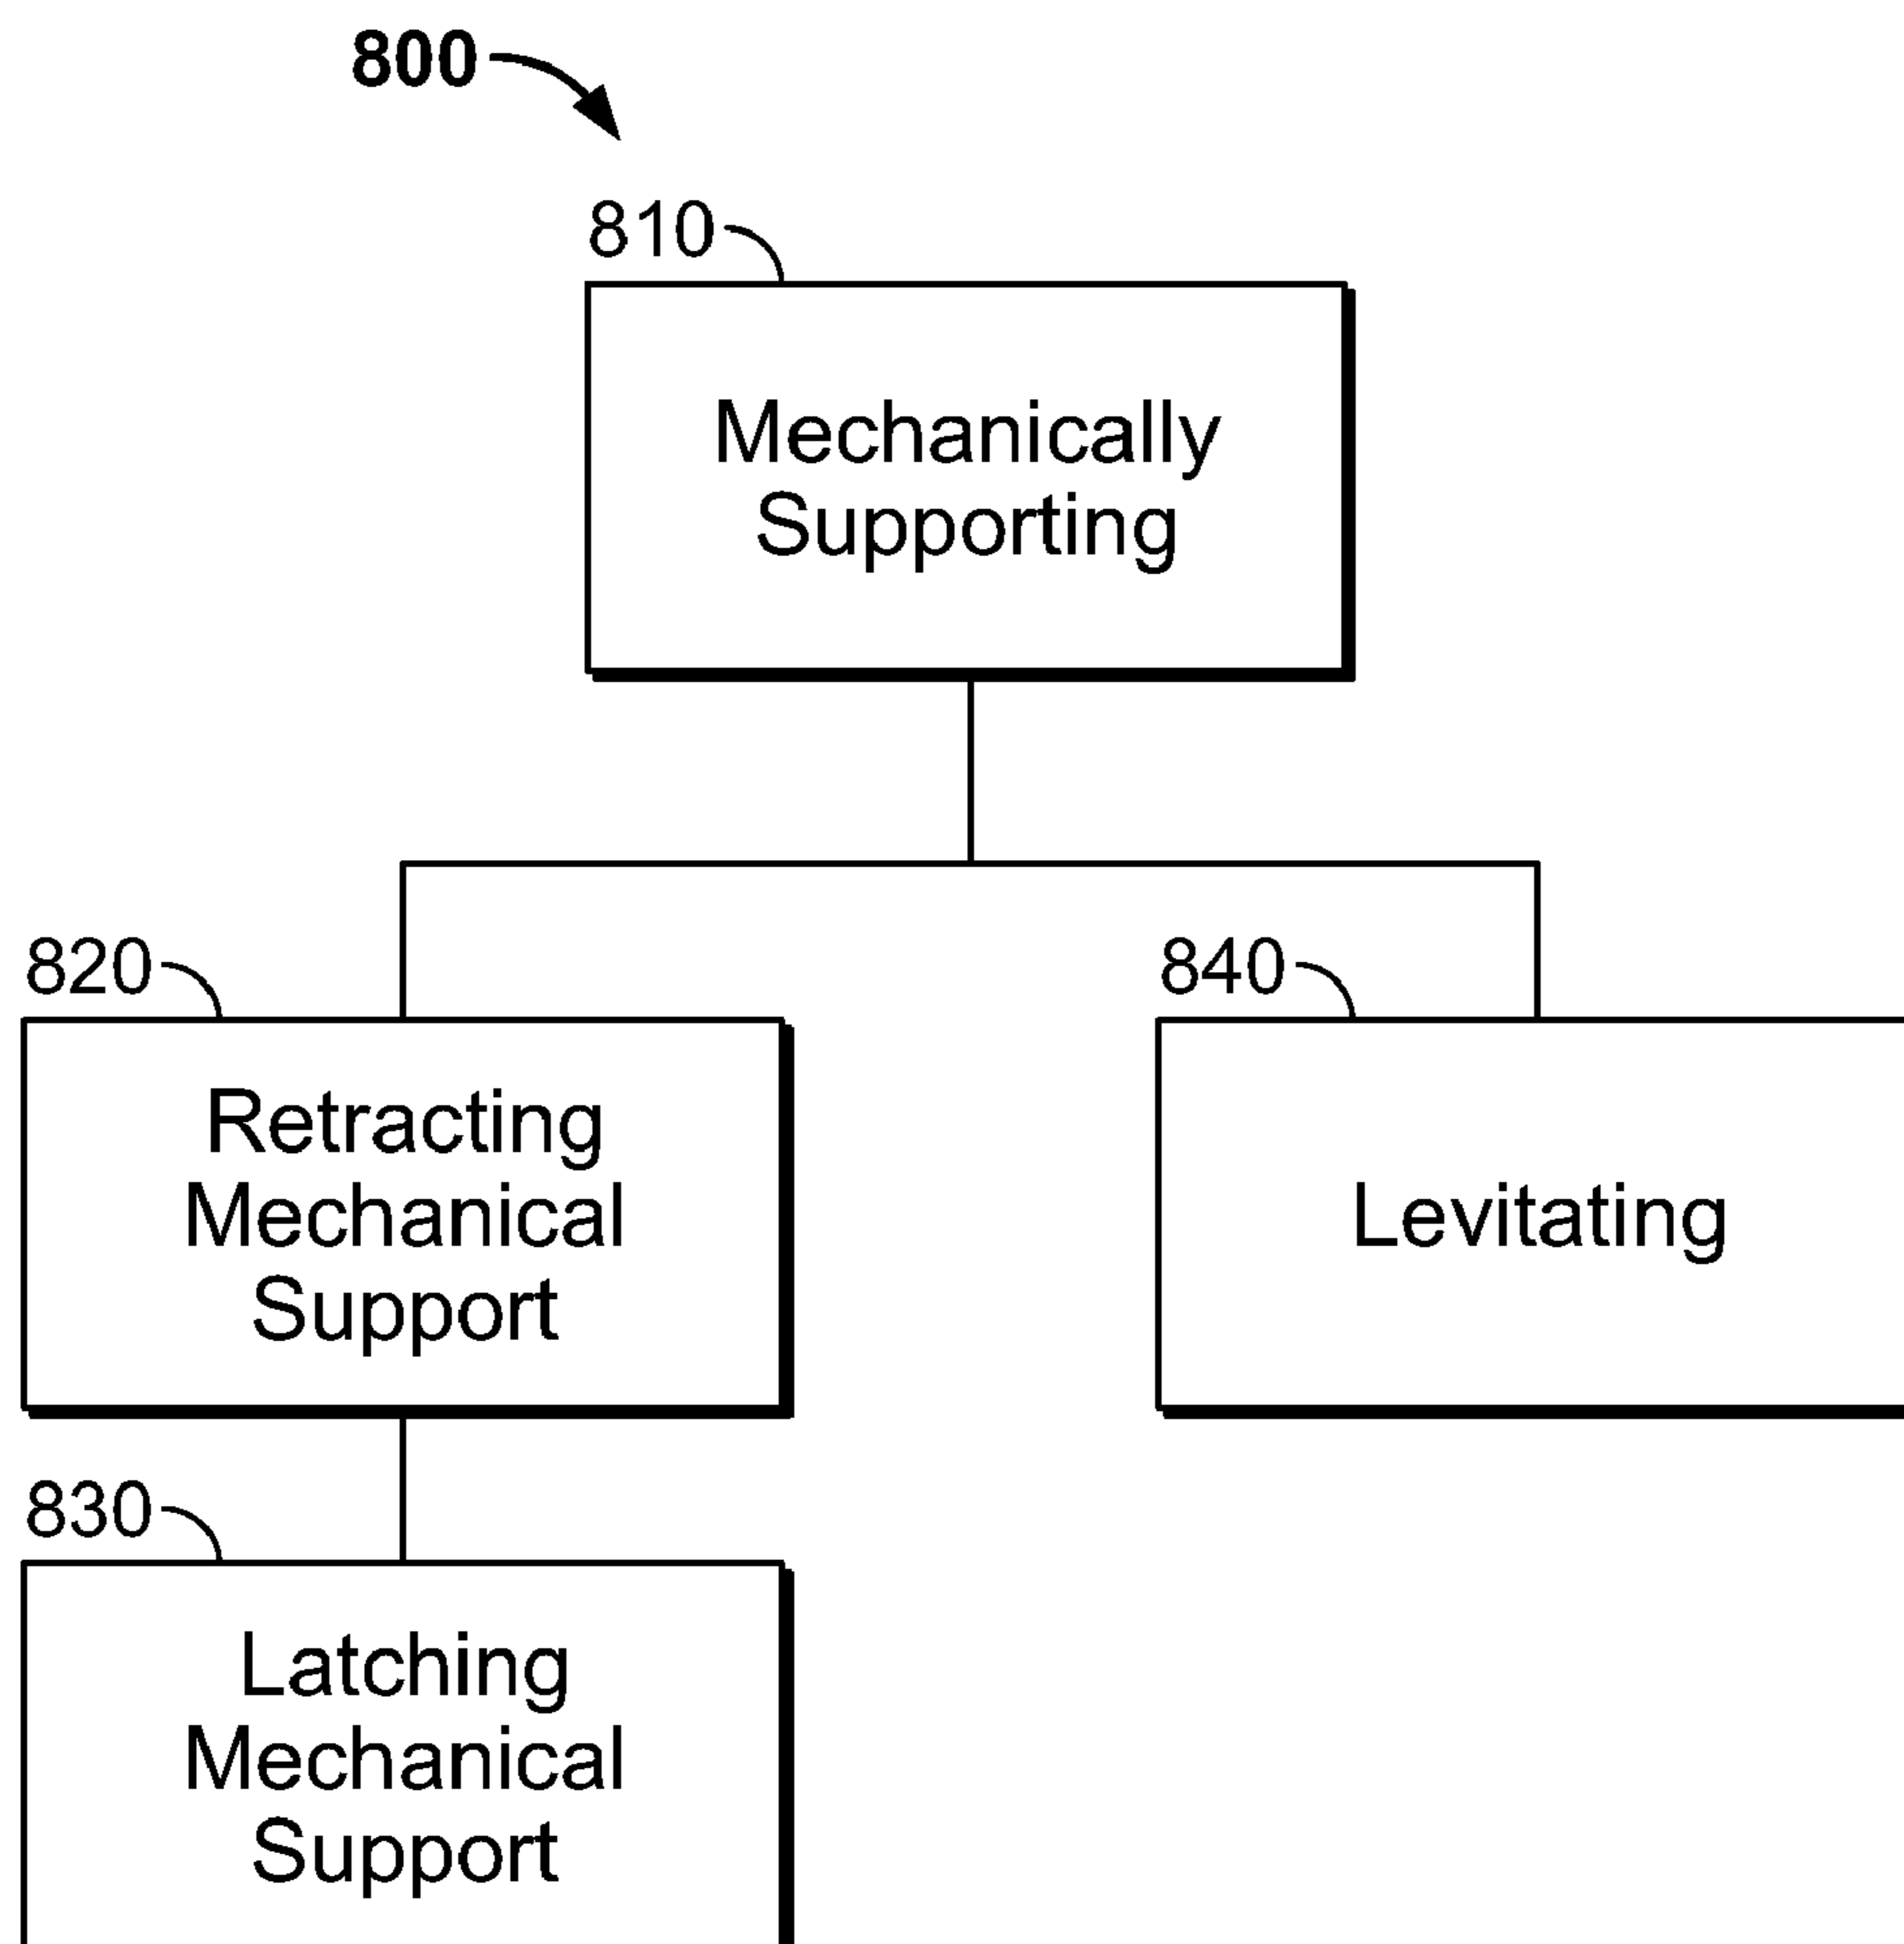 800
810
Mechanically
Supporting
820
840
Retracting
Mechanical
Support
Levitating
830
Latching
Mechanical
Support